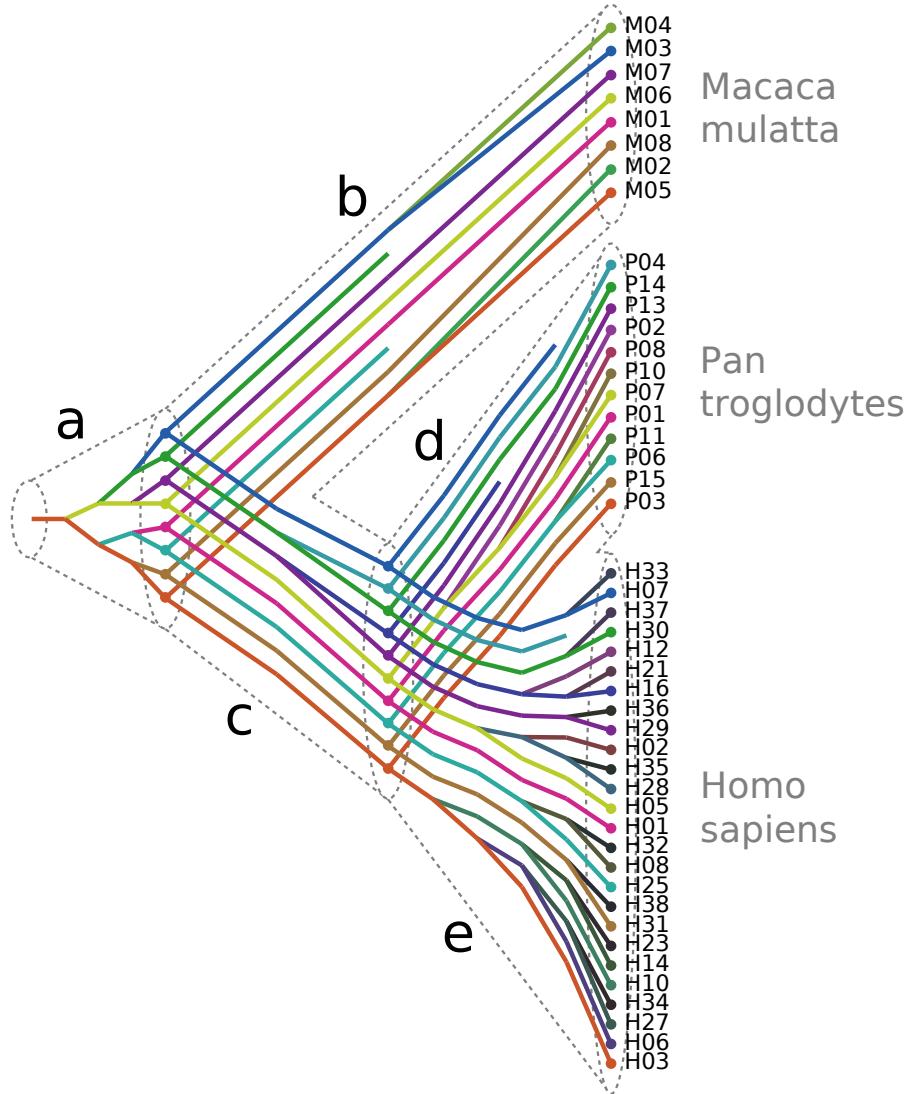 M04
M03
M07
M06
M01
M08
M02
M05
Macaca
mulatta
b
P04
P14
P13
P02
P08
P10
P07
P01
P11
P06
P15
P03
Pan
troglodytes
a
d
H33
H07
H37
H30
H12
H21
H16
H36
H29
H02
H35
H28
H05
H01
H32
H08
H25
H38
H31
H23
H14
H10
H34
H27
H06
H03
Homo
sapiens
c
e